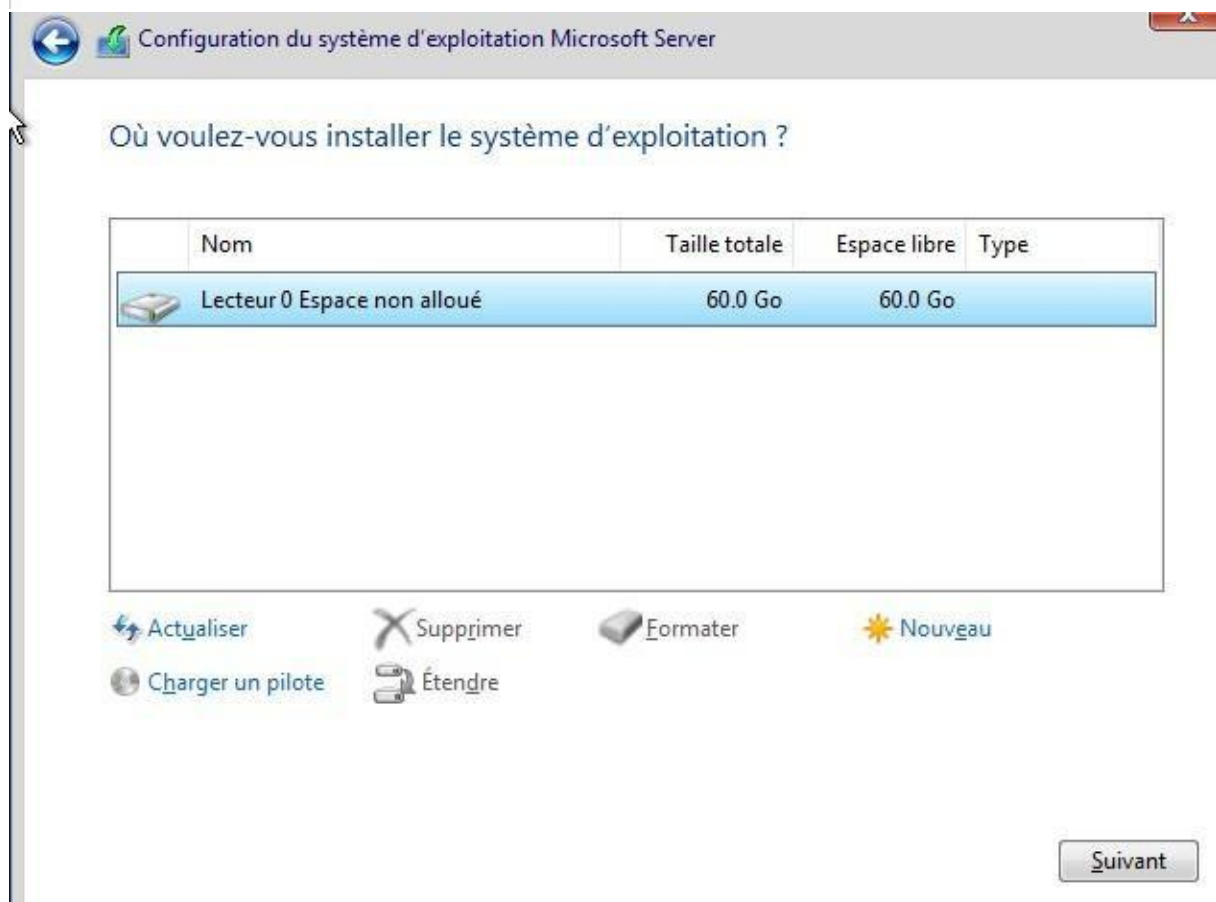 Configuration du système d'exploitation Microsoft Server
Où voulez-vous installer le système d'exploitation ?
Nom Taille totale Espace libre Type
Lecteur 0 Espace non alloué 60.0 Go 60.0 Go
Actualiser Supprimer Formater Nouveau
Charger un pilote Étendre
Suivant